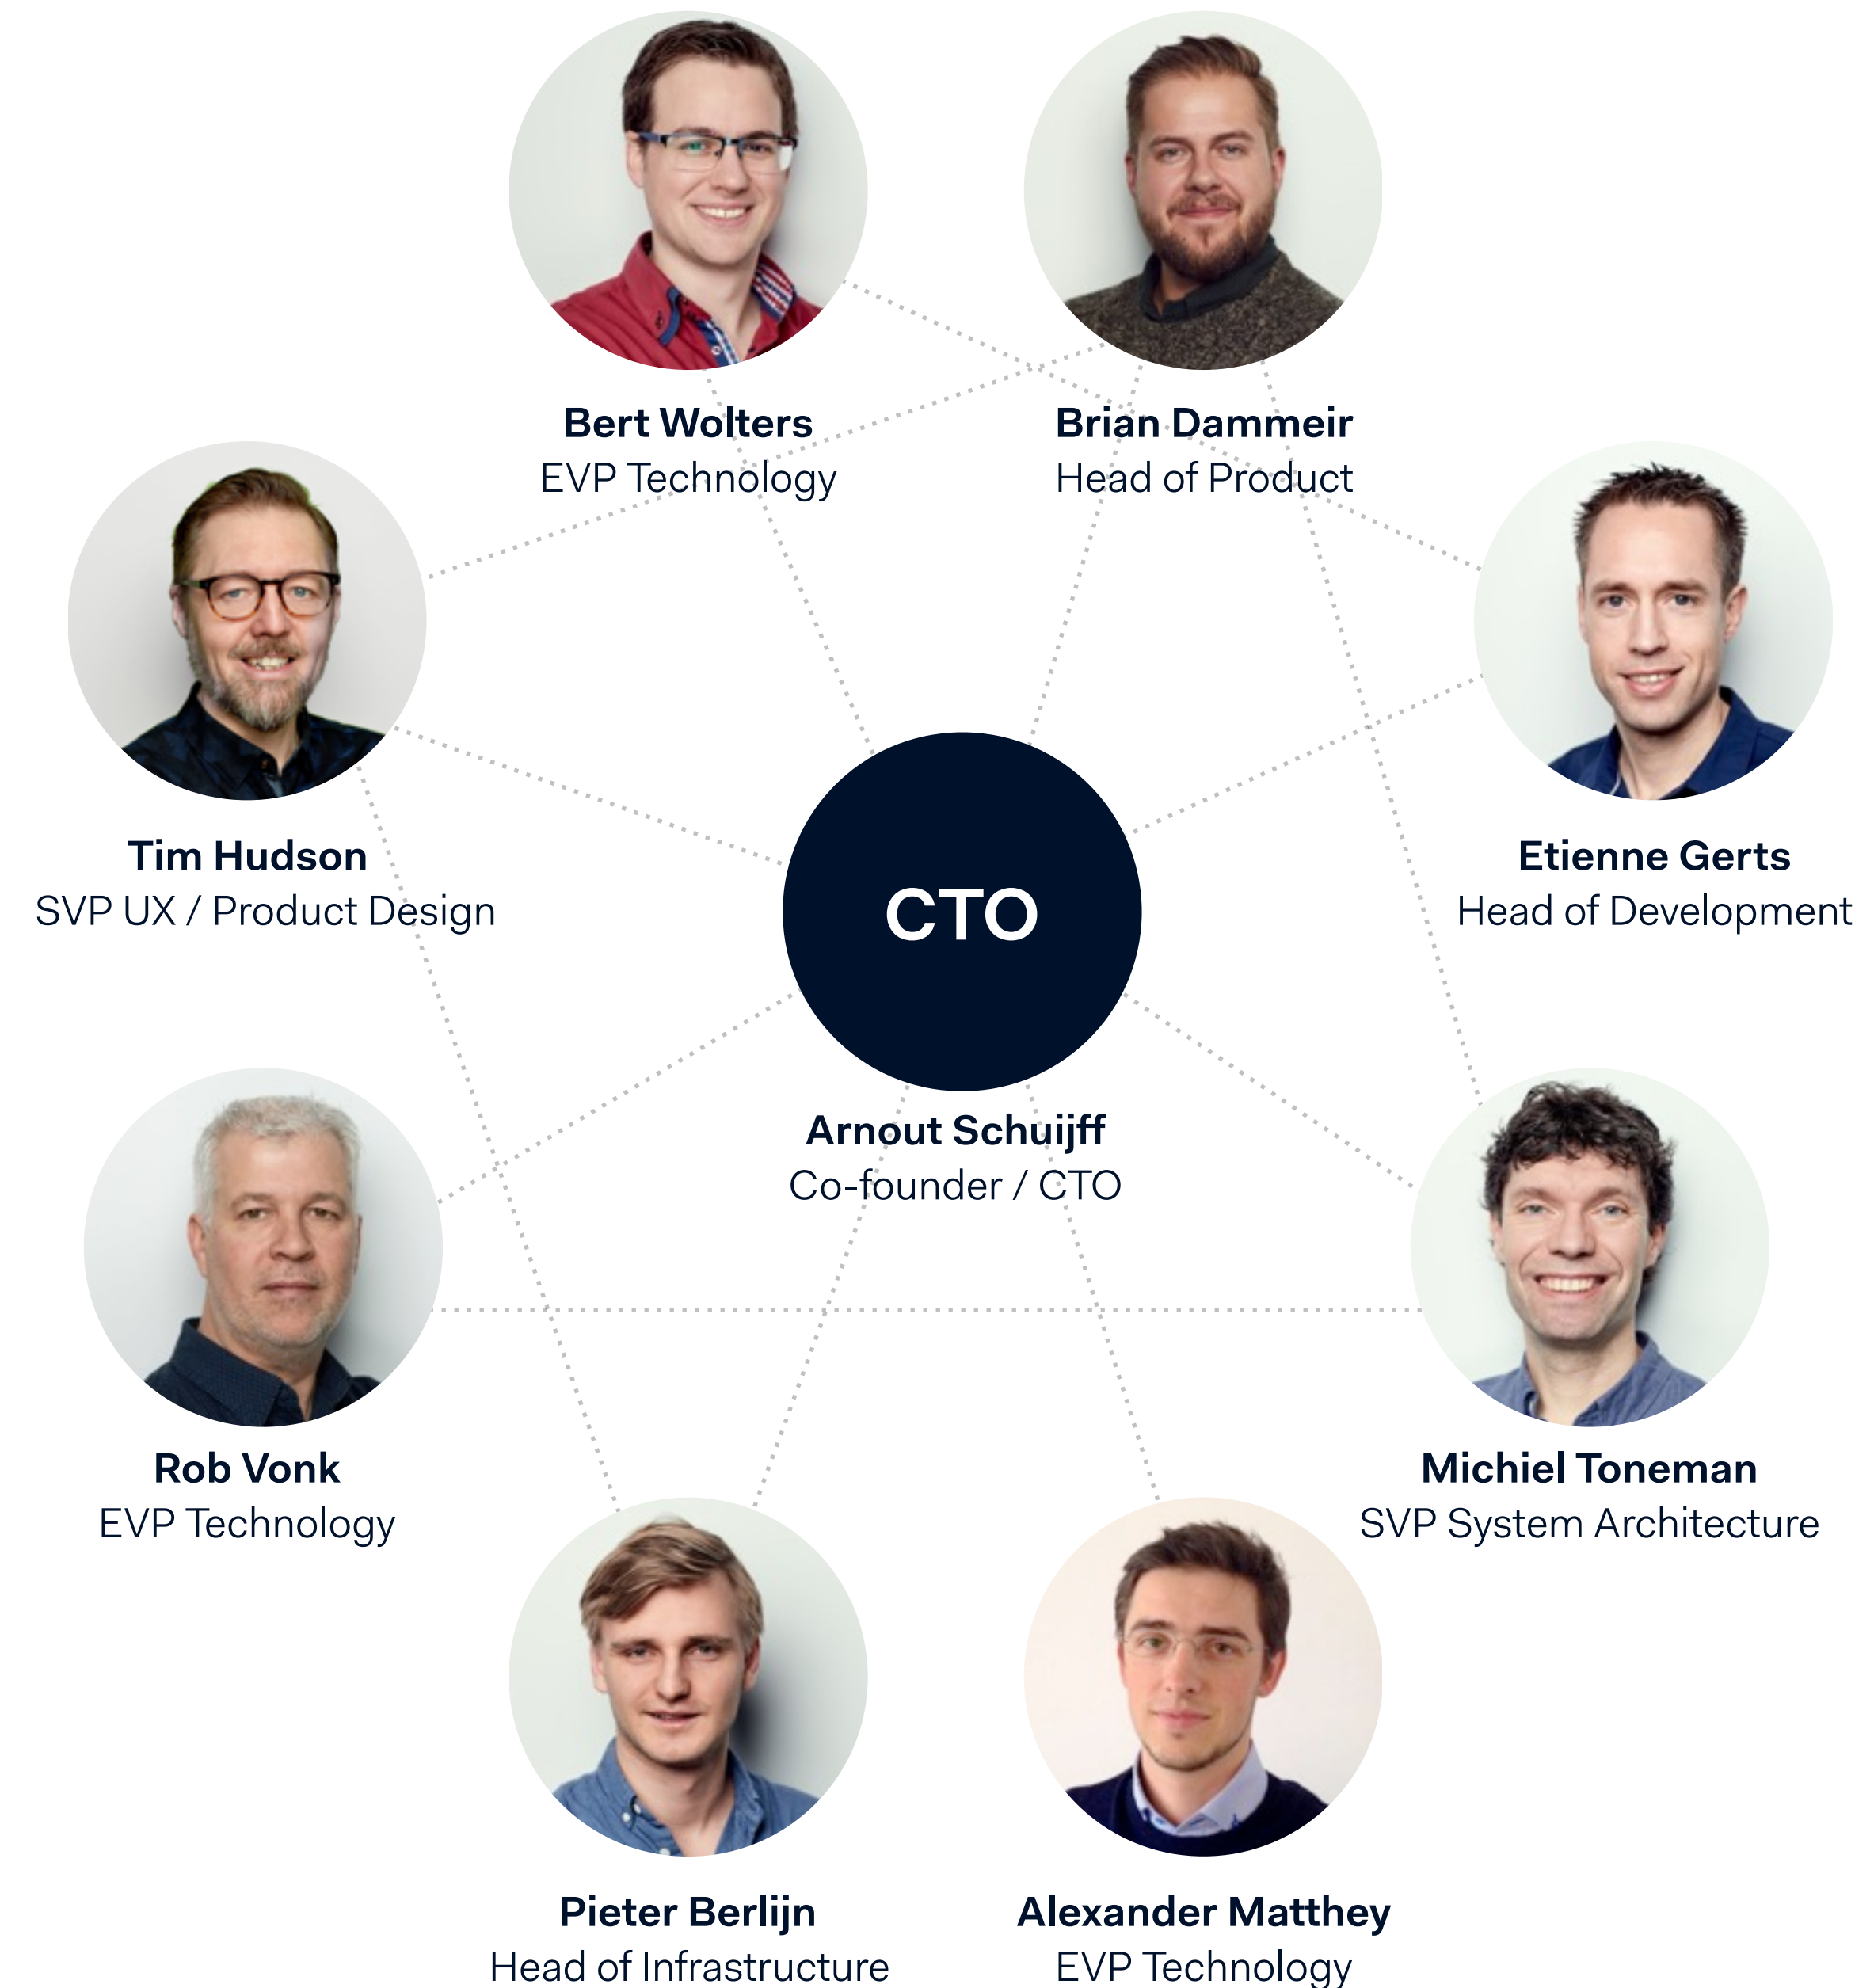 Bert Wolters
EVP Technology
Brian Dammeir
Head of Product
Tim Hudson
SVP UX / Product Design
Etienne Gerts
Head of Development
CTO
Arnout Schuijff
Co-founder / CTO
Rob Vonk
EVP Technology
Michiel Toneman
SVP System Architecture
Pieter Berlijn
Head of Infrastructure
Alexander Matthey
EVP Technology